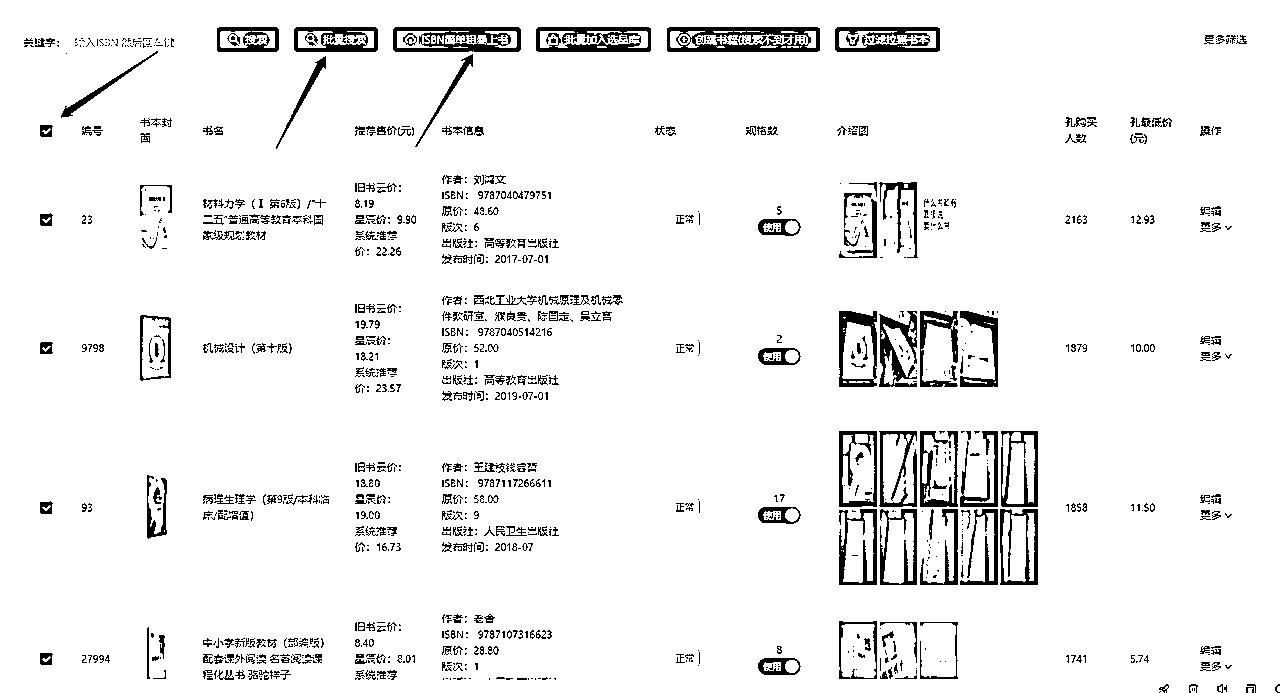 关键字： 输入ISBN 然后回车键 搜索 批量搜索 ISBN简单粗暴上书 批量加入选品库 创建书籍(搜索不到才用) 更多筛选
编号 书本封面 书名 推荐售价(元) 书本信息 状态 规格数 介绍图 孔购买人数 孔最低价(元) 操作
23
材料力学（Ⅰ 第6版）/“十
二五”普通高等教育本科国
家级规划教材
旧书云价：
8.19
星辰价：9.90
系统推荐
价：22.26
作者：刘鸿文
ISBN： 9787040479751
原价：48.60
版次：6
出版社：高等教育出版社
发布时间：2017-07-01
正常
5
使用
2163
12.93
编辑
更多
9798
机械设计（第十版）
旧书云价：
19.79
星辰价：
18.21
系统推荐
价：23.57
作者：西北工业大学机械原理及机械零
件教研室、濮良贵、陈国定、吴立言
ISBN： 9787040514216
原价：52.00
版次：1
出版社：高等教育出版社
发布时间：2019-07-01
正常
2
使用
1879
10.00
编辑
更多
93
病理生理学（第9版/本科临
床/配增值）
旧书云价：
18.80
星辰价：
19.00
系统推荐
价：16.73
作者：王建枝钱睿哲
ISBN： 9787117266611
原价：58.00
版次：9
出版社：人民卫生出版社
发布时间：2018-07
正常
17
使用
1858
11.50
编辑
更多
27994
中小学新版教材（部编版）
配套课外阅读 名著阅读课
程化丛书 骆驼祥子
旧书云价：
8.40
星辰价：8.01
系统推荐
作者：老舍
ISBN： 9787107316623
原价：28.80
版次：1
正常
8
使用
1741
5.74
编辑
更多